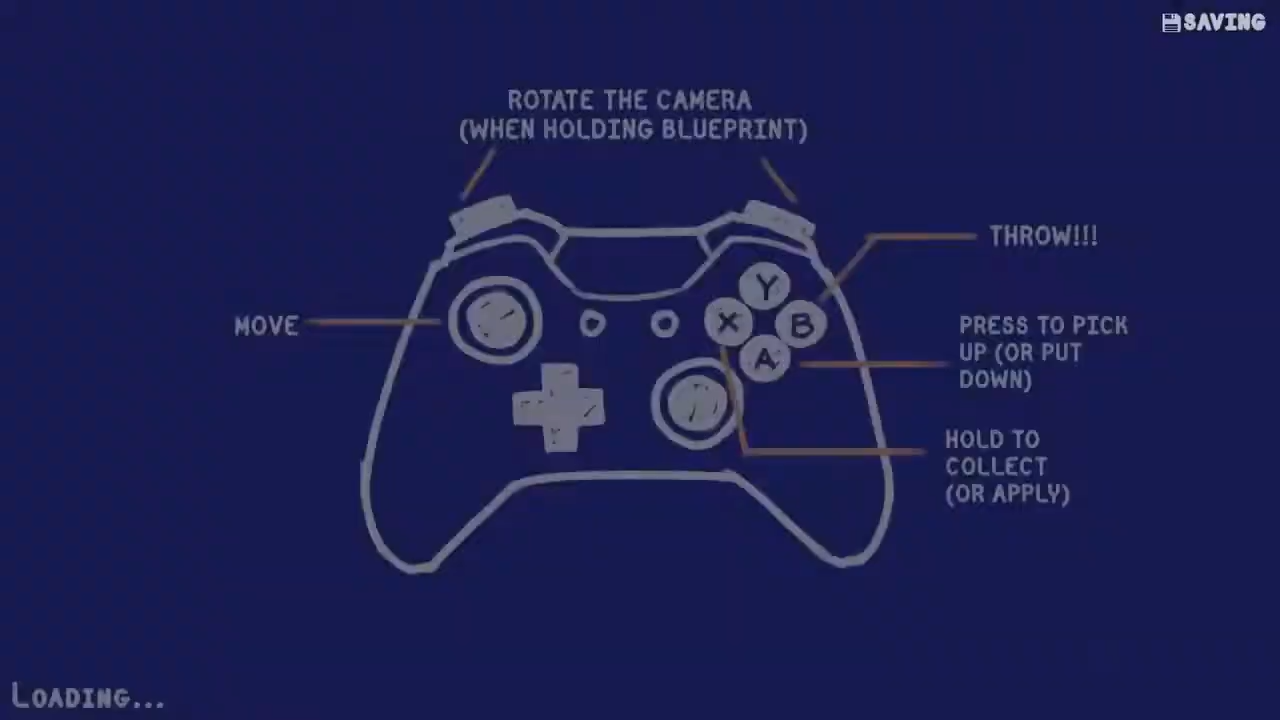 SAVING
ROTATE THE CAMERA
(WHEN HOLDING BLUEPRINT)
THROW!!!
Y
X
B
A
MOVE
PRESS TO PICK
UP (OR PUT
DOWN)
HOLD TO
COLLECT
(OR APPLY)
LOADING...